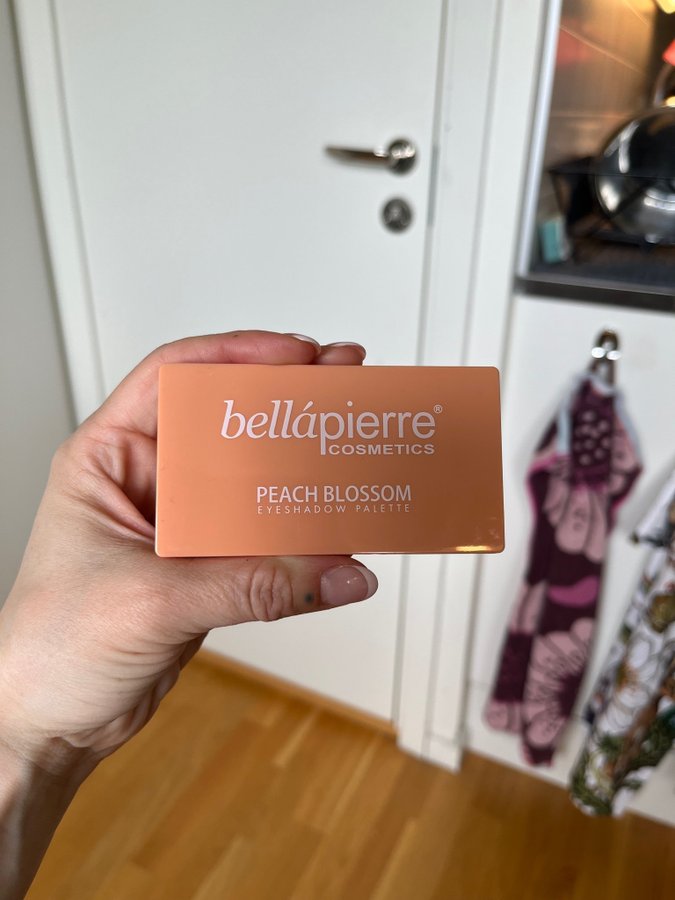 bellápierre®
COSMETICS
PEACH BLOSSOM
EYESHADOW PALETTE